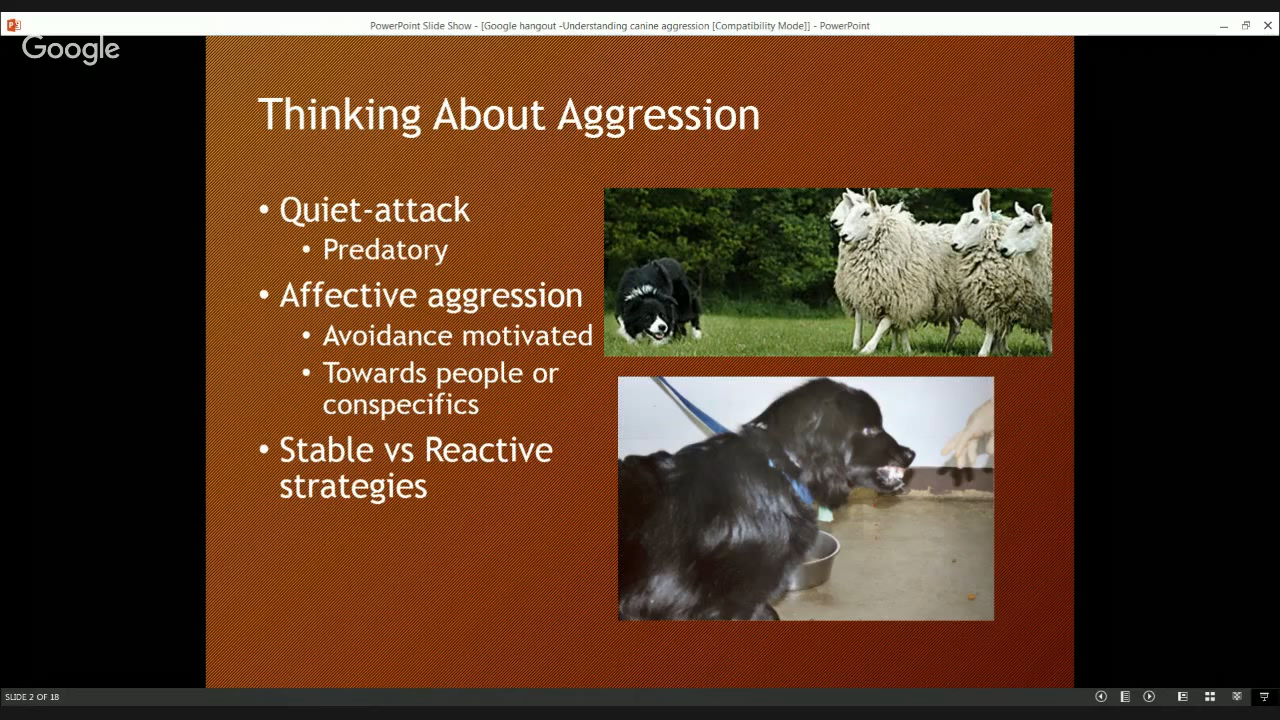 PowerPoint Slide Show - [Google hangout -Understanding canine aggression [Compatibility Mode]] - PowerPoint
Google
Thinking About Aggression
• Quiet-attack
• Predatory
• Affective aggression
• Avoidance motivated
• Towards people or
conspecifics
• Stable vs Reactive
strategies
SLIDE 2 OF 18